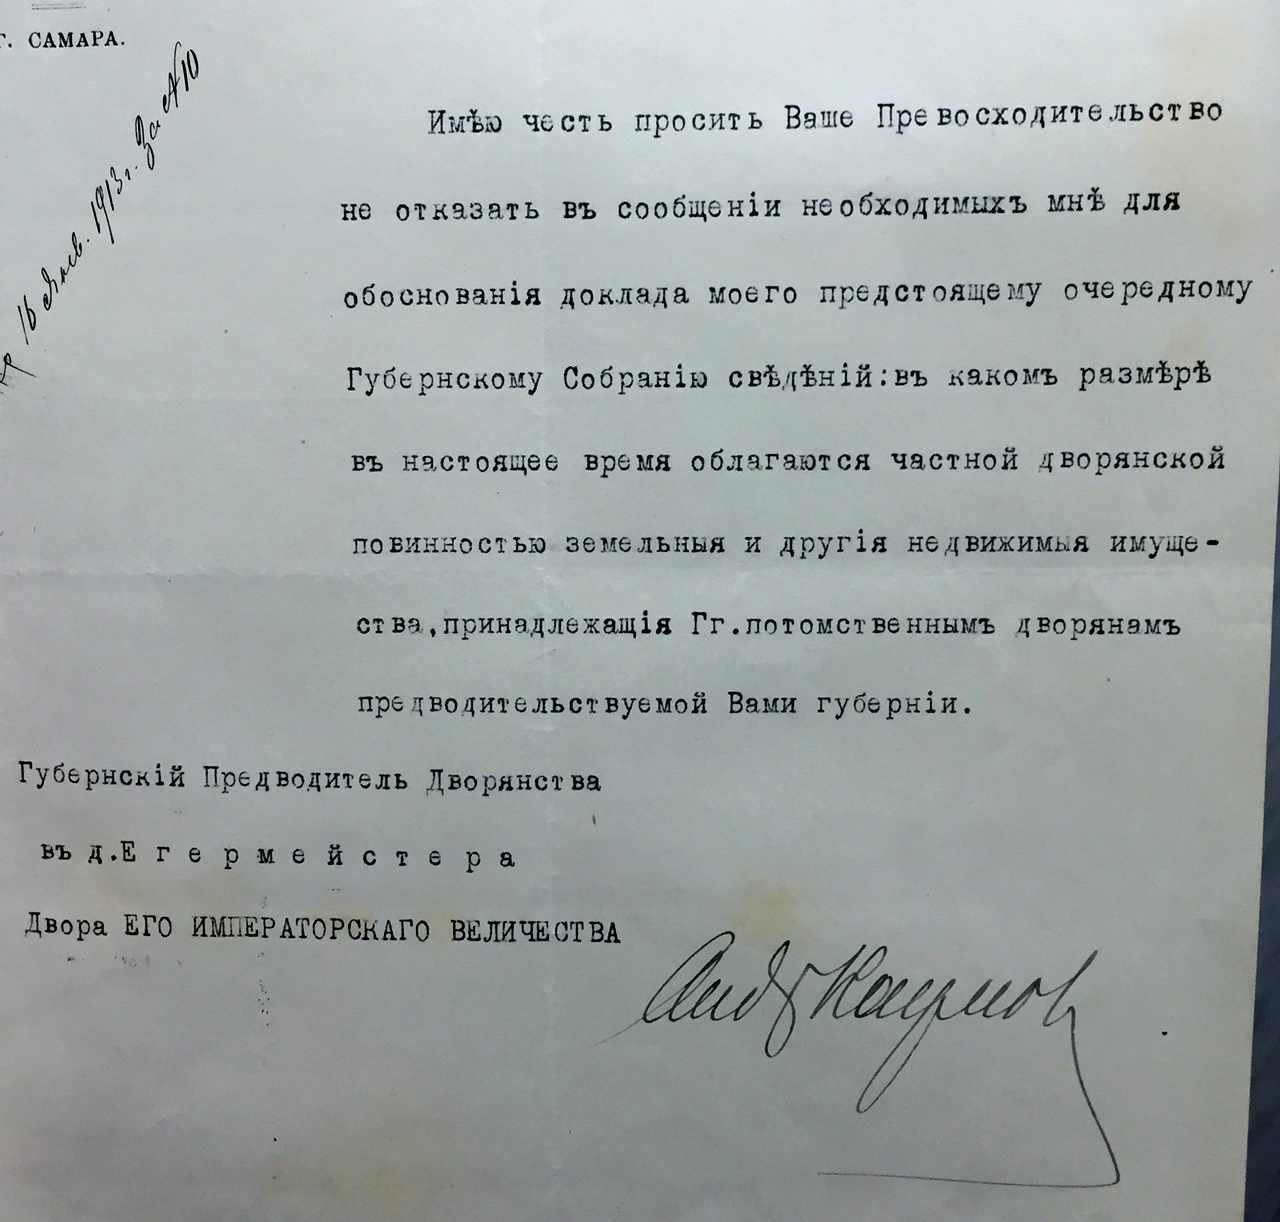 Г. САМАРА.
16 Янв. 1913 г. За № 10
Имѣю честь просить Ваше Превосходительство
не отказать въ сообщеніи необходимыхъ мнѣ для
обоснованія доклада моего предстоящему очередному
Губернскому Собранію свѣдѣній:въ какомъ размѣрѣ
въ настоящее время облагаются частной дворянской
повинностью земельныя и другія недвижимыя имуще-
ства,принадлежащія Гг.потомственнымъ дворянамъ
предводительствуемой Вами губерніи.
Губернскій Предводитель Дворянства
въ д.Егермейстера
Двора ЕГО ИМПЕРАТОРСКАГО ВЕЛИЧЕСТВА